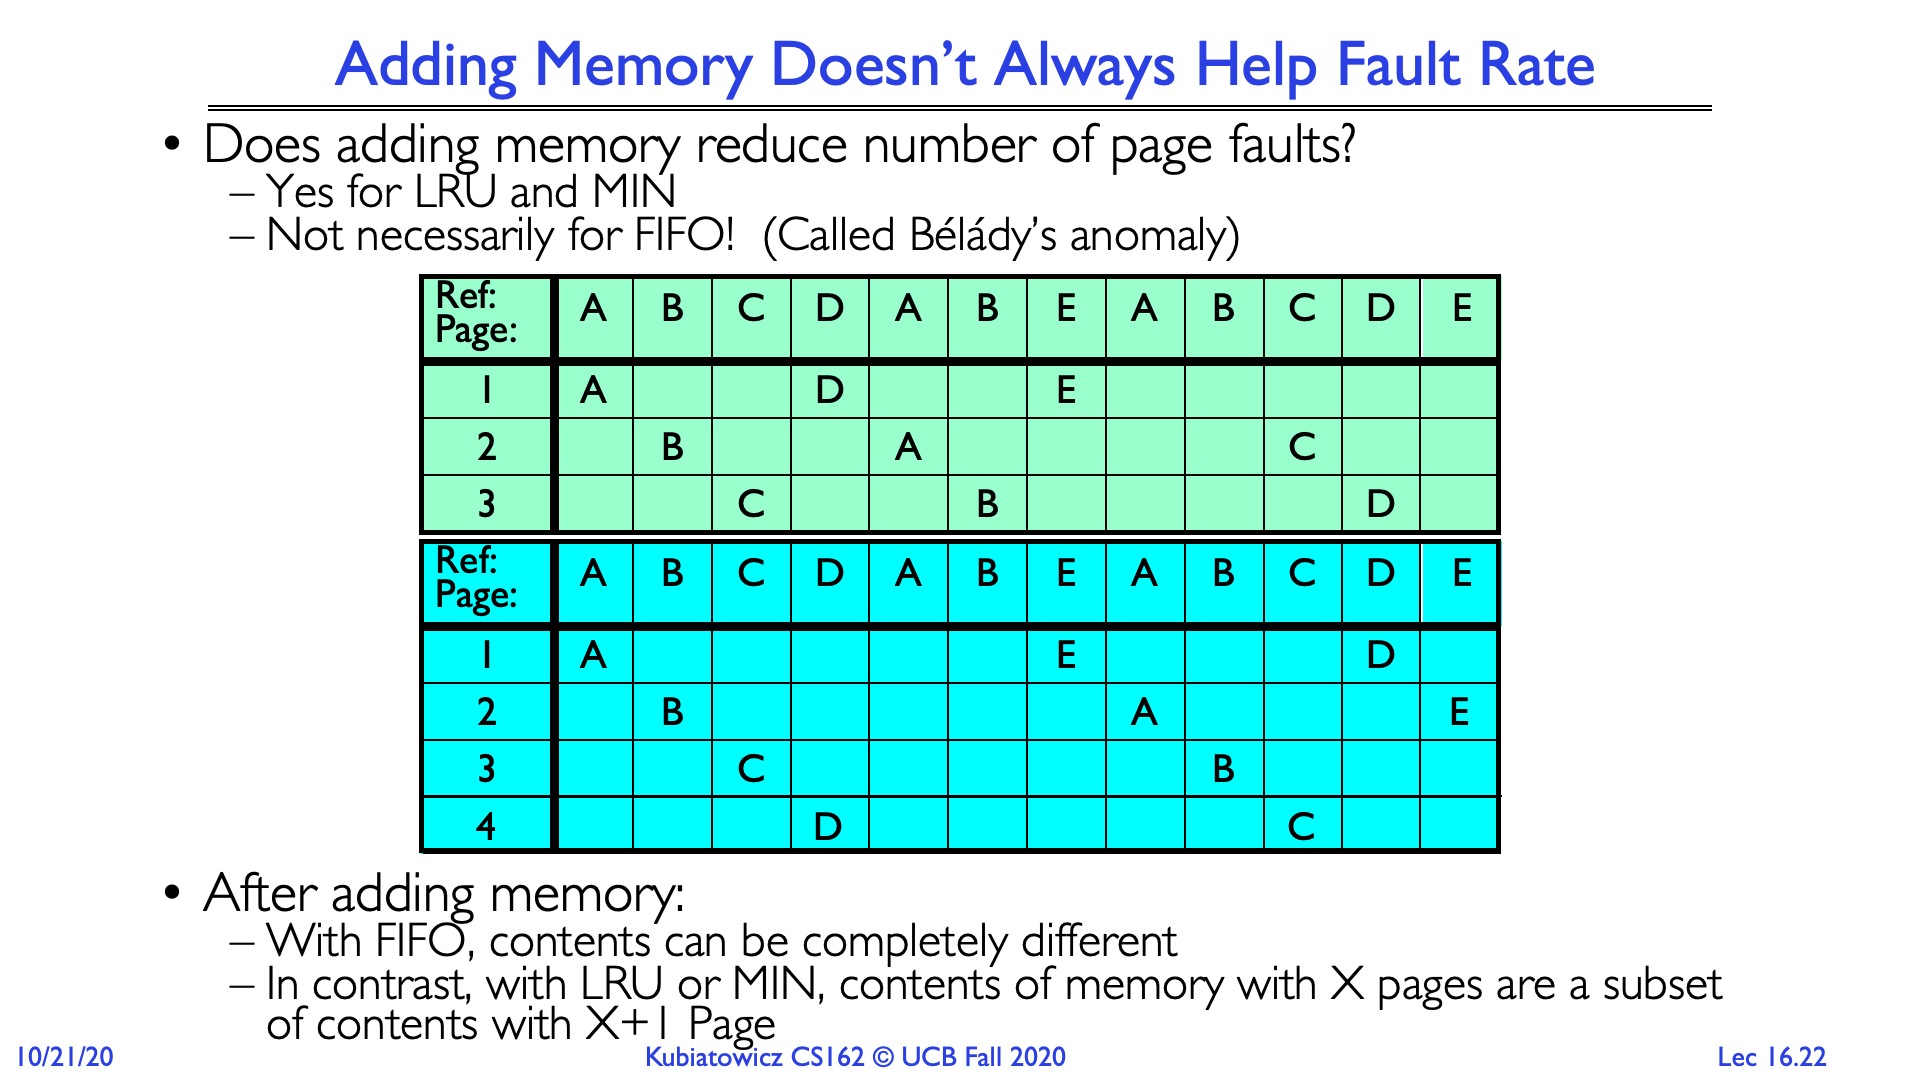 Adding Memory Doesn't Always Help Fault Rate
• Does adding memory reduce number of page faults?
– Yes for LRU and MIN
– Not necessarily for FIFO!  (Called Bélády's anomaly)
Ref:
Page: A B C D A B E A B C D E
1 A D E
2 B A C
3 C B D
Ref:
Page: A B C D A B E A B C D E
1 A E D
2 B A E
3 C B
4 D C
• After adding memory:
– With FIFO, contents can be completely different
– In contrast, with LRU or MIN, contents of memory with X pages are a subset
of contents with X+1 Page
10/21/20 Kubiatowicz CS162 © UCB Fall 2020 Lec 16.22